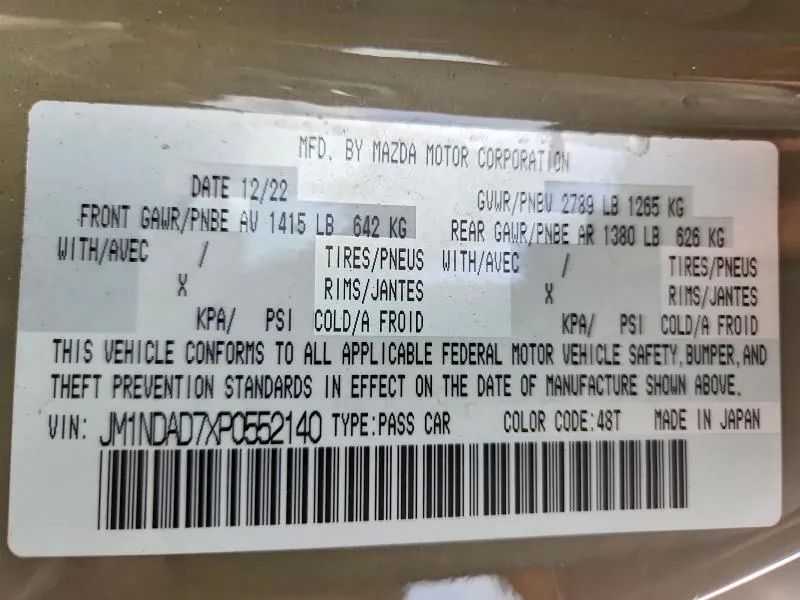 MFD. BY MAZDA MOTOR CORPORATION
DATE 12/22 GVWR/PNBV 2789 LB 1265 KG
FRONT GAWR/PNBE AV 1415 LB 642 KG REAR GAWR/PNBE AR 1380 LB 626 KG
WITH/AVEC / TIRES/PNEUS WITH/AVEC / TIRES/PNEUS
X RIMS/JANTES X RIMS/JANTES
KPA/ PSI COLD/A FROID KPA/ PSI COLD/A FROID
THIS VEHICLE CONFORMS TO ALL APPLICABLE FEDERAL MOTOR VEHICLE SAFETY, BUMPER, AND
THEFT PREVENTION STANDARDS IN EFFECT ON THE DATE OF MANUFACTURE SHOWN ABOVE.
VIN: JM1NDAD7XP0552140 TYPE:PASS CAR COLOR CODE:48T MADE IN JAPAN